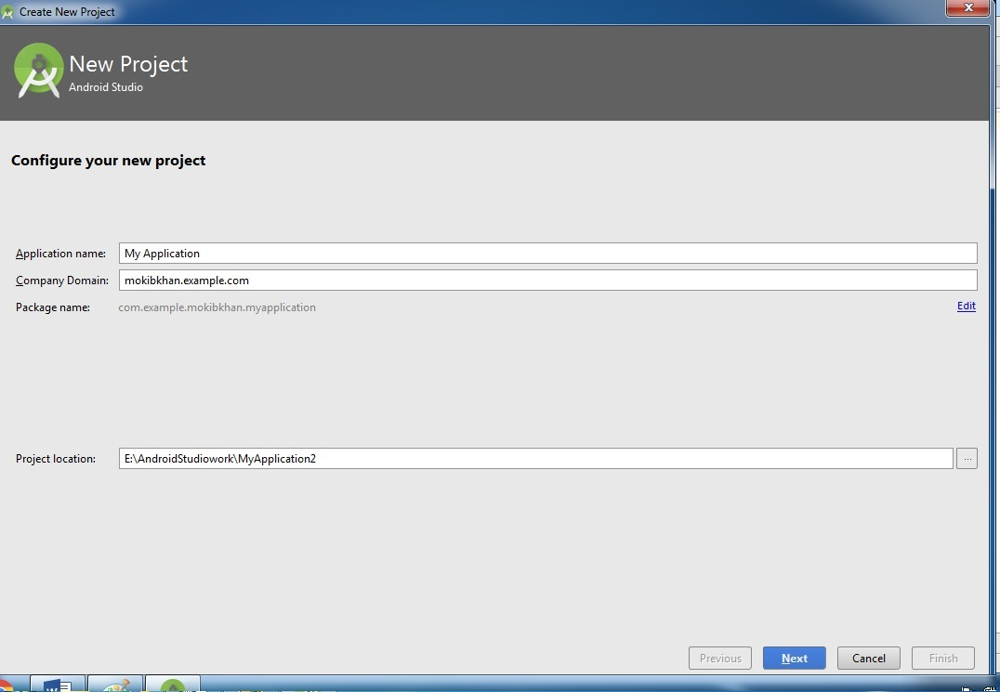 Create New Project
New Project
Android Studio
Configure your new project
Application name: My Application
Company Domain: mokibkhan.example.com
Package name: com.example.mokibkhan.myapplication Edit
Project location: E:\AndroidStudiowork\MyApplication2 ...
Previous Next Cancel Finish